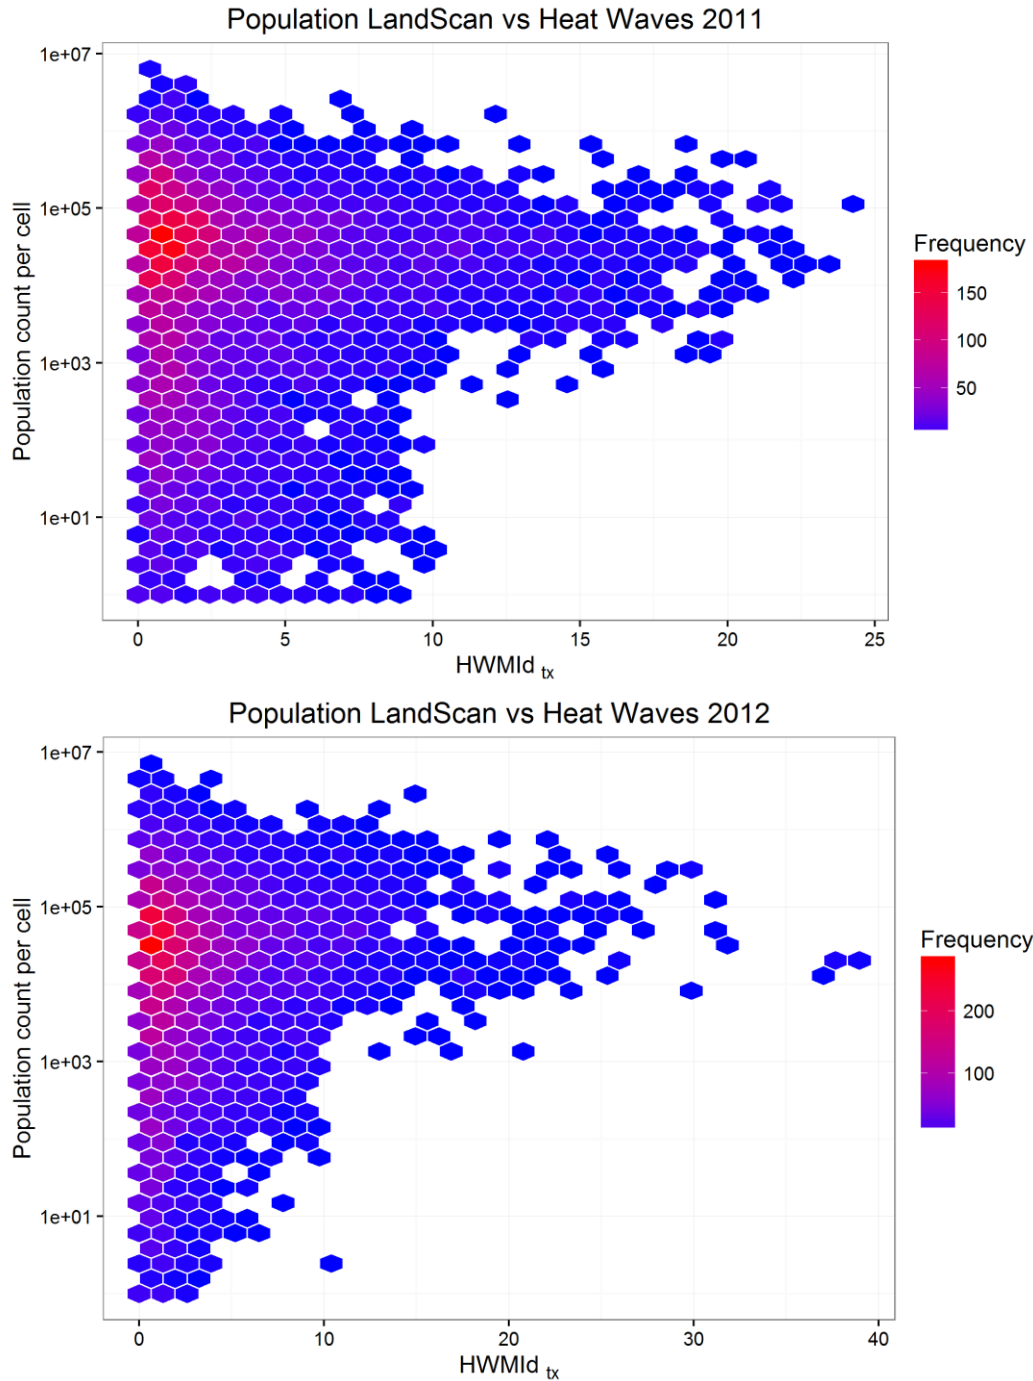 Population LandScan vs Heat Waves 2011
Population count per cell
1e+07
1e+05
1e+03
1e+01
0 5 10 15 20 25
HWMId tx
Frequency
150
100
50
Population LandScan vs Heat Waves 2012
Population count per cell
1e+07
1e+05
1e+03
1e+01
0 10 20 30 40
HWMId tx
Frequency
200
100